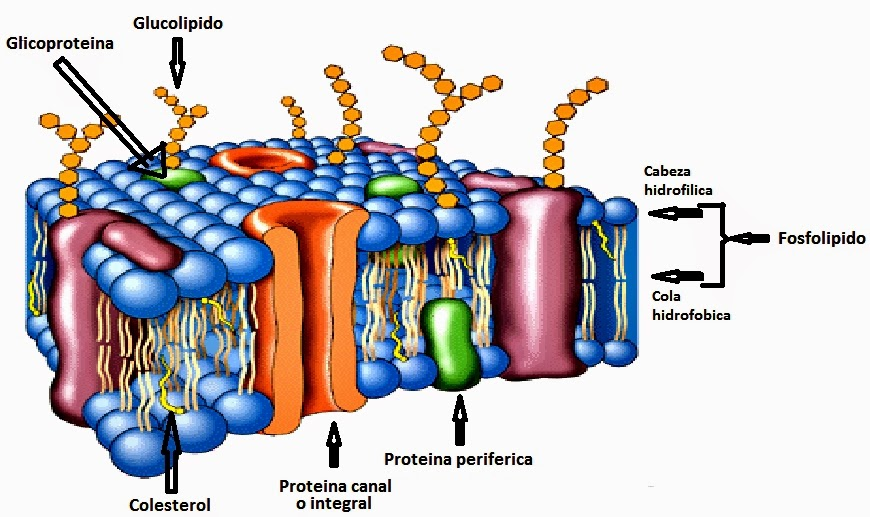 Glucolipido
Glicoproteina
Cabeza
hidrofilica
Fosfolipido
Cola
hidrofobica
Proteina periferica
Proteina canal
o integral
Colesterol